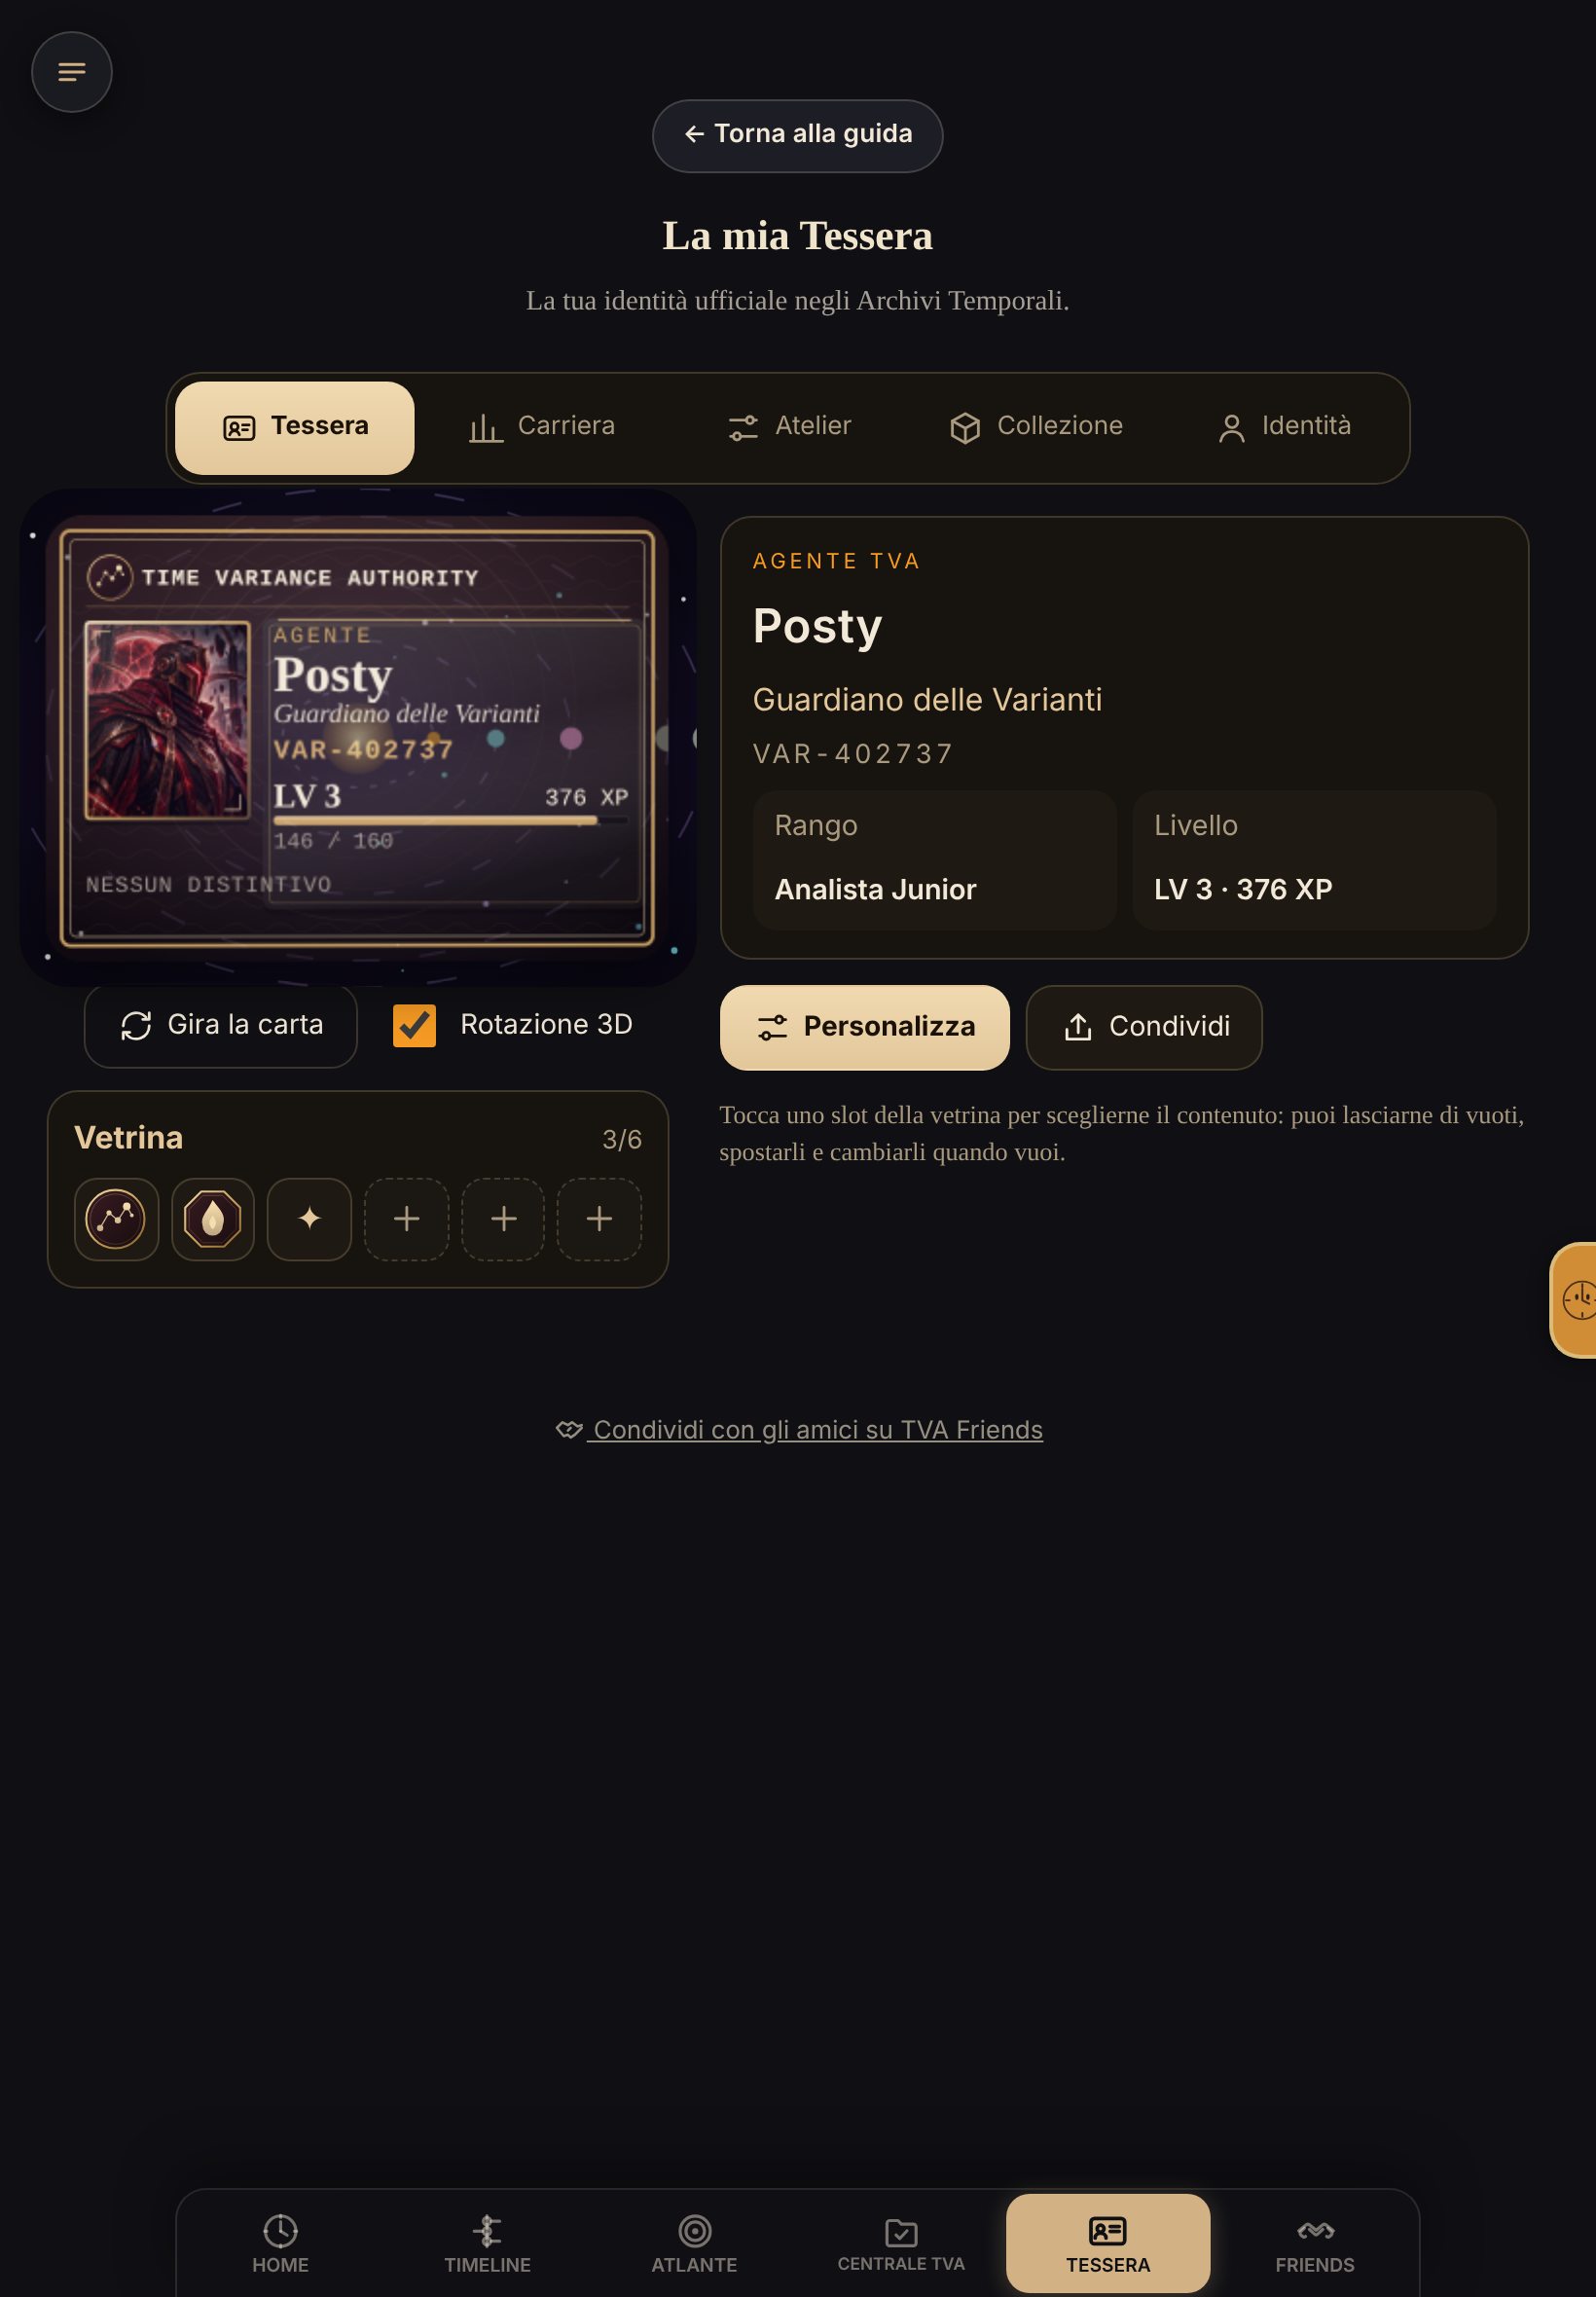 ← Torna alla guida
La mia Tessera
La tua identità ufficiale negli Archivi Temporali.
Tessera
Carriera
Atelier
Collezione
Identità
TIME VARIANCE AUTHORITY
AGENTE
Posty
Guardiano delle Varianti
VAR-402737
LV 3
376 XP
146 / 160
NESSUN DISTINTIVO
AGENTE TVA
Posty
Guardiano delle Varianti
VAR-402737
Rango
Analista Junior
Livello
LV 3 · 376 XP
Gira la carta
Rotazione 3D
Personalizza
Condividi
Vetrina
3/6
Tocca uno slot della vetrina per sceglierne il contenuto: puoi lasciarne di vuoti,
spostarli e cambiarli quando vuoi.
Condividi con gli amici su TVA Friends
HOME
TIMELINE
ATLANTE
CENTRALE TVA
TESSERA
FRIENDS